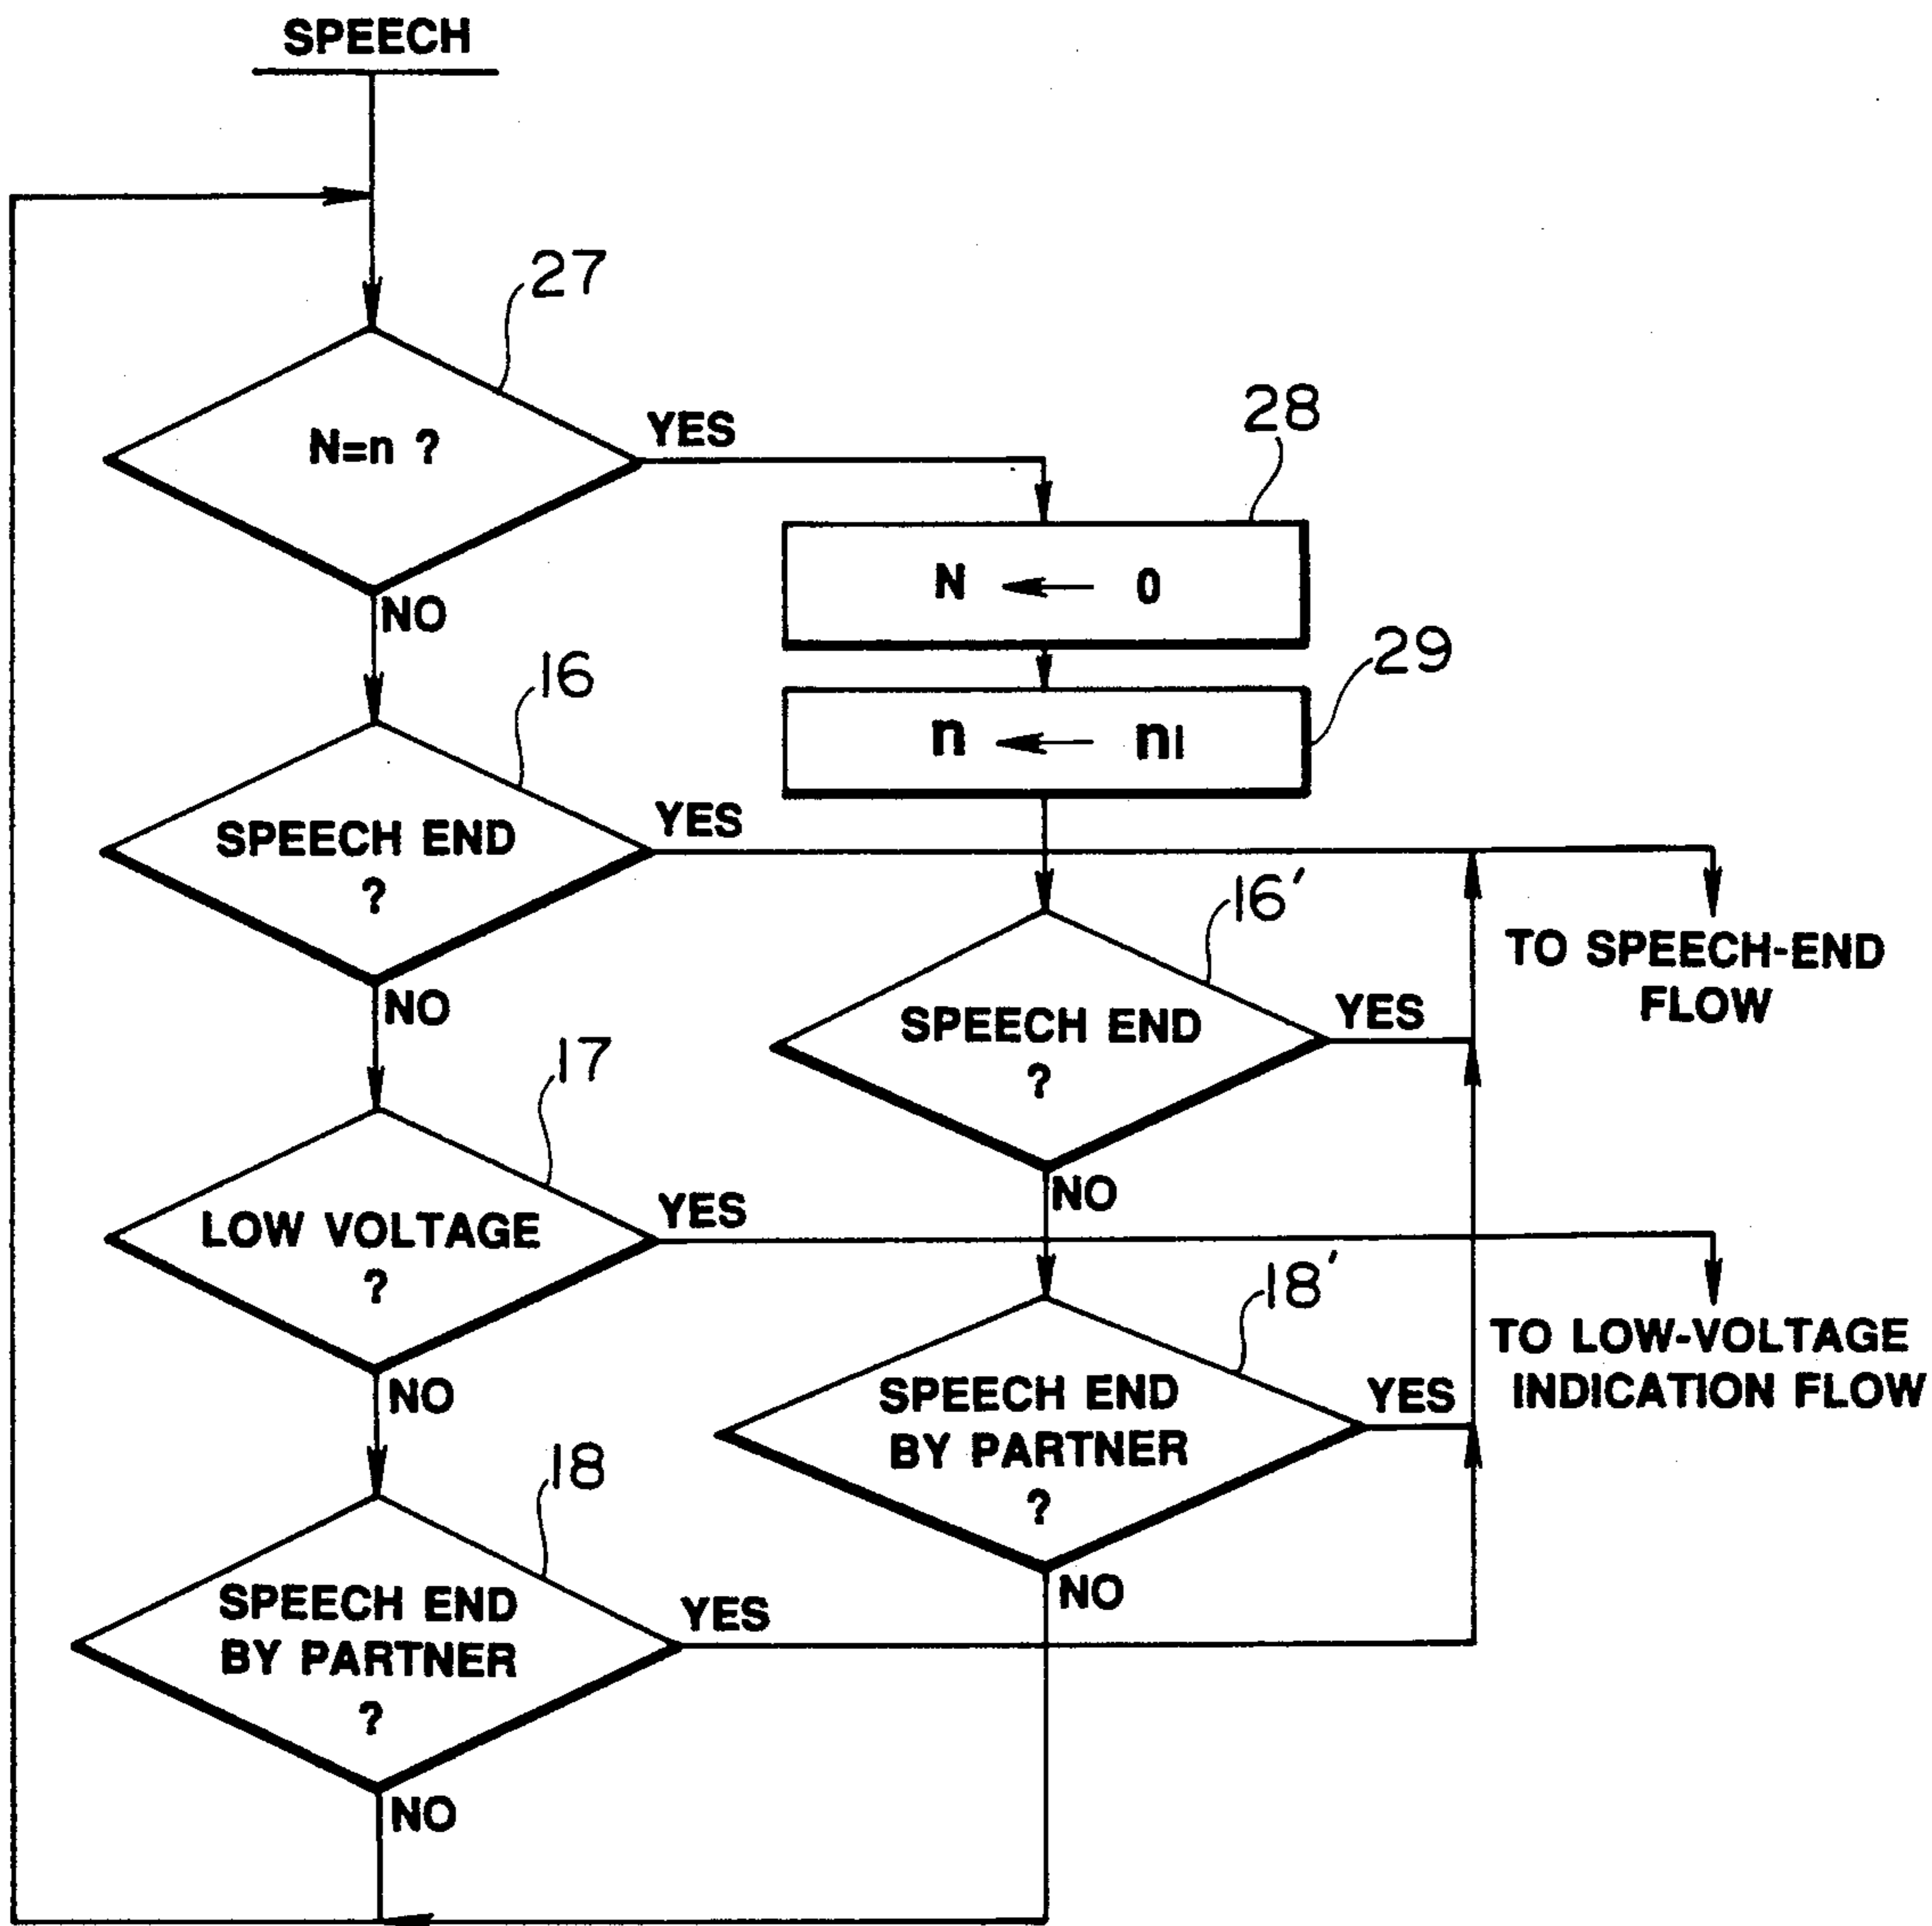 SPEECH
27
N=n ?
YES
28
N ← 0
NO
29
n ← n1
16
SPEECH END
?
YES
NO
16'
SPEECH END
?
YES
TO SPEECH-END
FLOW
NO
17
LOW VOLTAGE
?
YES
NO
18'
SPEECH END
BY PARTNER
?
YES
TO LOW-VOLTAGE
INDICATION FLOW
NO
18
SPEECH END
BY PARTNER
?
YES
NO